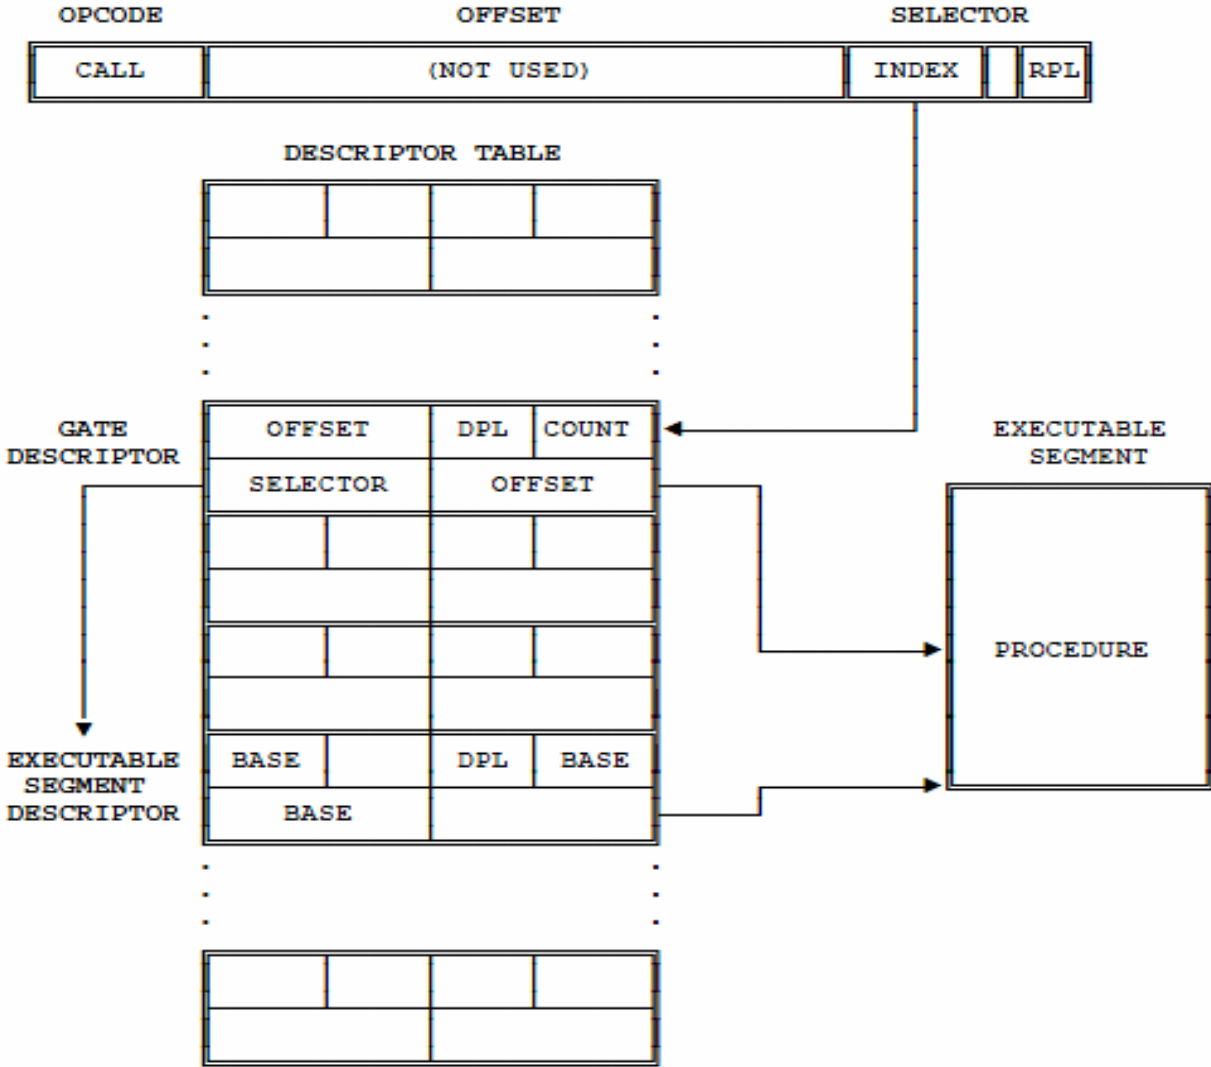 OPCODE OFFSET SELECTOR
CALL (NOT USED) INDEX RPL
DESCRIPTOR TABLE
GATE OFFSET DPL COUNT EXECUTABLE
DESCRIPTOR SEGMENT
SELECTOR OFFSET
PROCEDURE
EXECUTABLE BASE DPL BASE
SEGMENT
DESCRIPTOR BASE